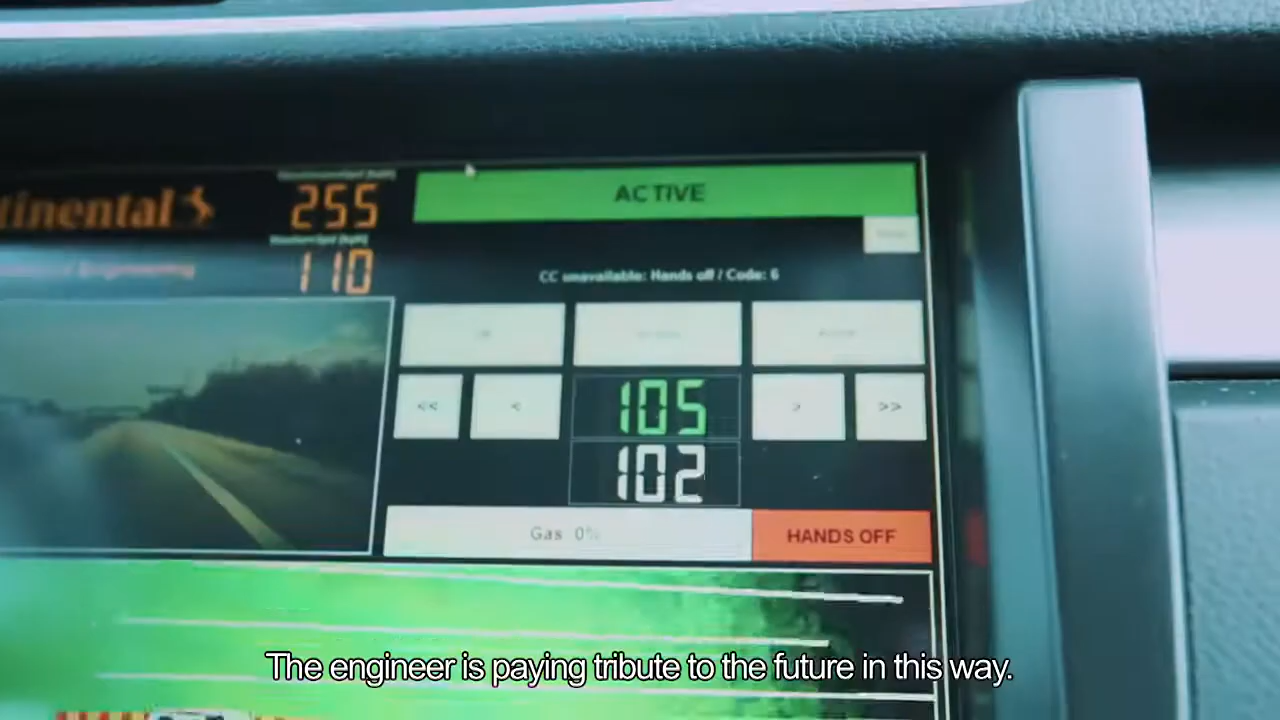 tinental
255
ACTIVE
110
Engineering
CC unavailable: Hands off / Code: 6
<<
<
105
>
>>
102
Gas 0%
HANDS OFF
The engineer is paying tribute to the future in this way.